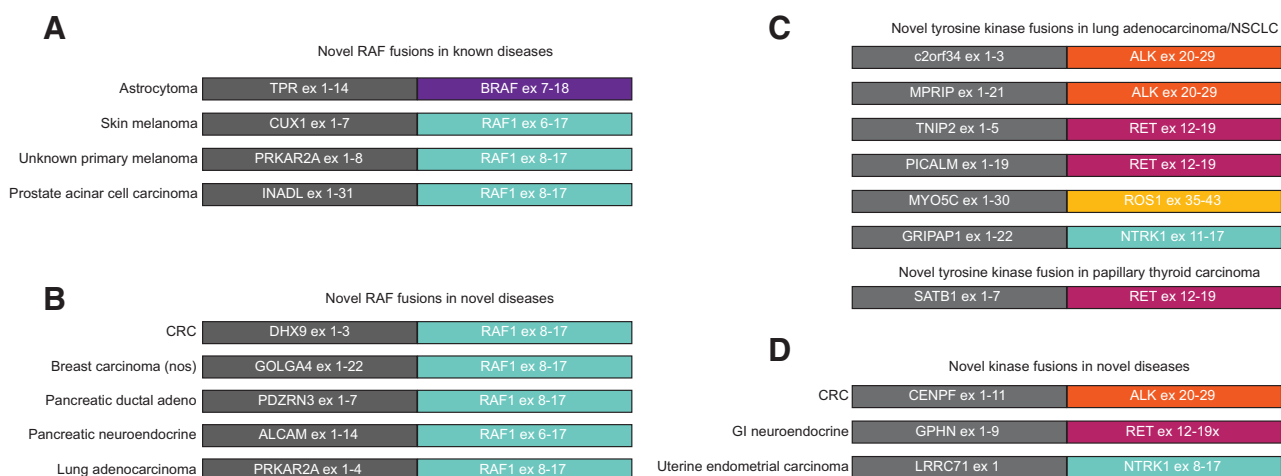 A
Novel RAF fusions in known diseases
Astrocytoma TPR ex 1-14 BRAF ex 7-18
Skin melanoma CUX1 ex 1-7 RAF1 ex 6-17
Unknown primary melanoma PRKAR2A ex 1-8 RAF1 ex 8-17
Prostate acinar cell carcinoma INADL ex 1-31 RAF1 ex 8-17
B
Novel RAF fusions in novel diseases
CRC DHX9 ex 1-3 RAF1 ex 8-17
Breast carcinoma (nos) GOLGA4 ex 1-22 RAF1 ex 8-17
Pancreatic ductal adeno PDZRN3 ex 1-7 RAF1 ex 8-17
Pancreatic neuroendocrine ALCAM ex 1-14 RAF1 ex 6-17
Lung adenocarcinoma PRKAR2A ex 1-4 RAF1 ex 8-17
C
Novel tyrosine kinase fusions in lung adenocarcinoma/NSCLC
c2orf34 ex 1-3 ALK ex 20-29
MPRIP ex 1-21 ALK ex 20-29
TNIP2 ex 1-5 RET ex 12-19
PICALM ex 1-19 RET ex 12-19
MYO5C ex 1-30 ROS1 ex 35-43
GRIPAP1 ex 1-22 NTRK1 ex 11-17
Novel tyrosine kinase fusion in papillary thyroid carcinoma
SATB1 ex 1-7 RET ex 12-19
D
Novel kinase fusions in novel diseases
CRC CENPF ex 1-11 ALK ex 20-29
GI neuroendocrine GPHN ex 1-9 RET ex 12-19x
Uterine endometrial carcinoma LRRC71 ex 1 NTRK1 ex 8-17